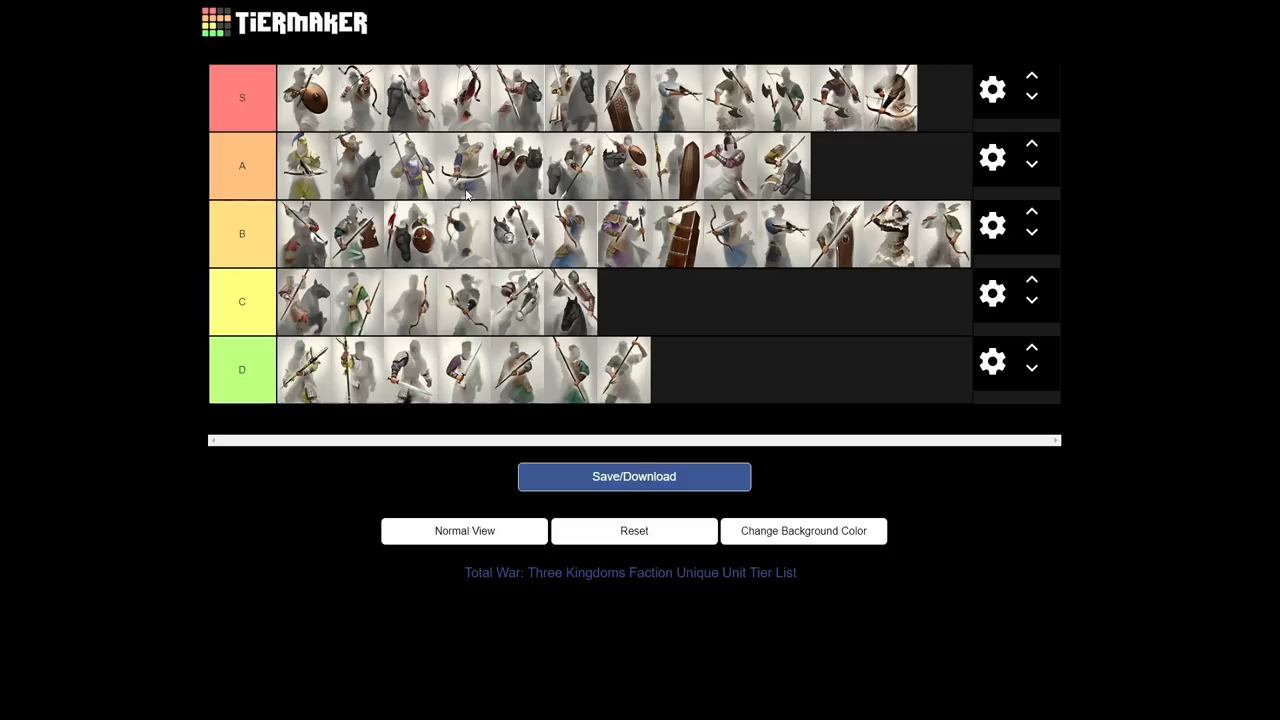 TiERMAKER
S
A
B
C
D
Save/Download
Normal View
Reset
Change Background Color
Total War: Three Kingdoms Faction Unique Unit Tier List